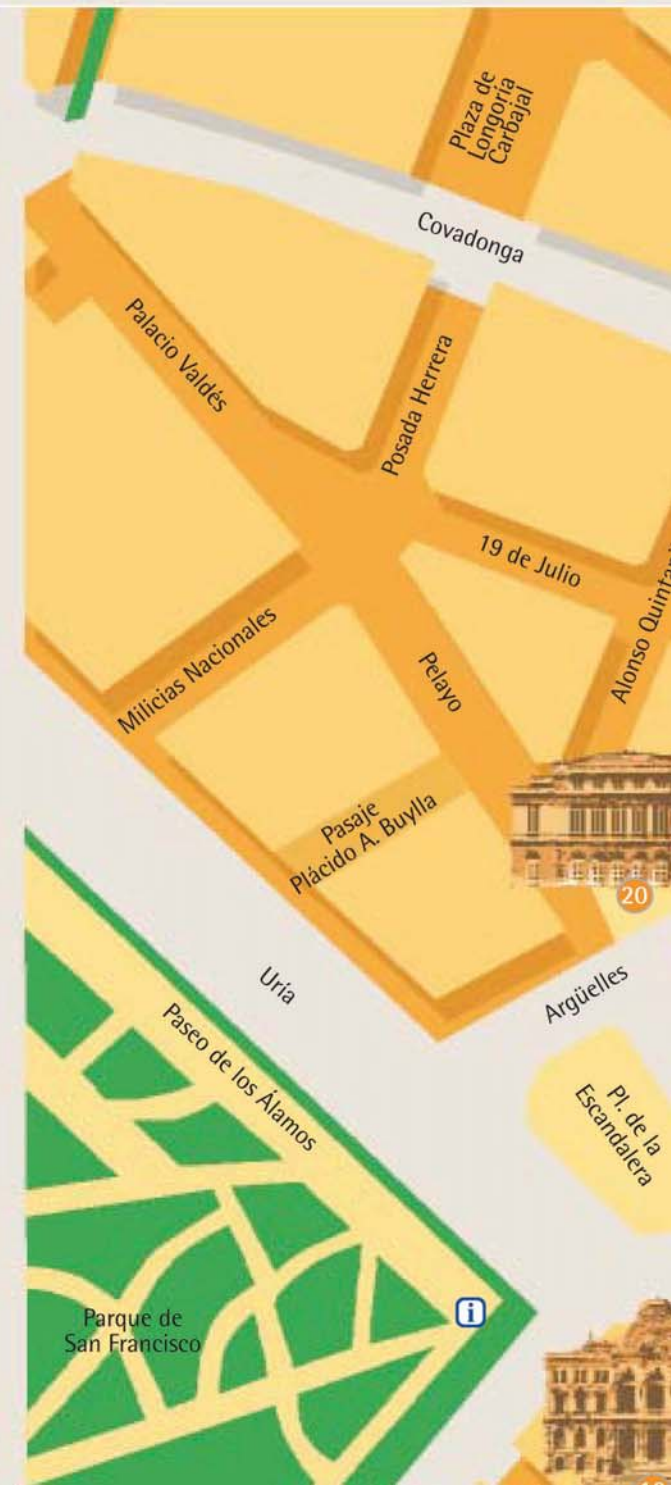 Plaza de
Longoria
Carbajal
Covadonga
Palacio Valdés
Posada Herrera
19 de Julio
Alonso
Milicias Nacionales
Pelayo
Pasaje
Plácido A. Buylla
20
Uría
Argüelles
Paseo de los Álamos
Pl. de la
Escandalera
i
Parque de
San Francisco